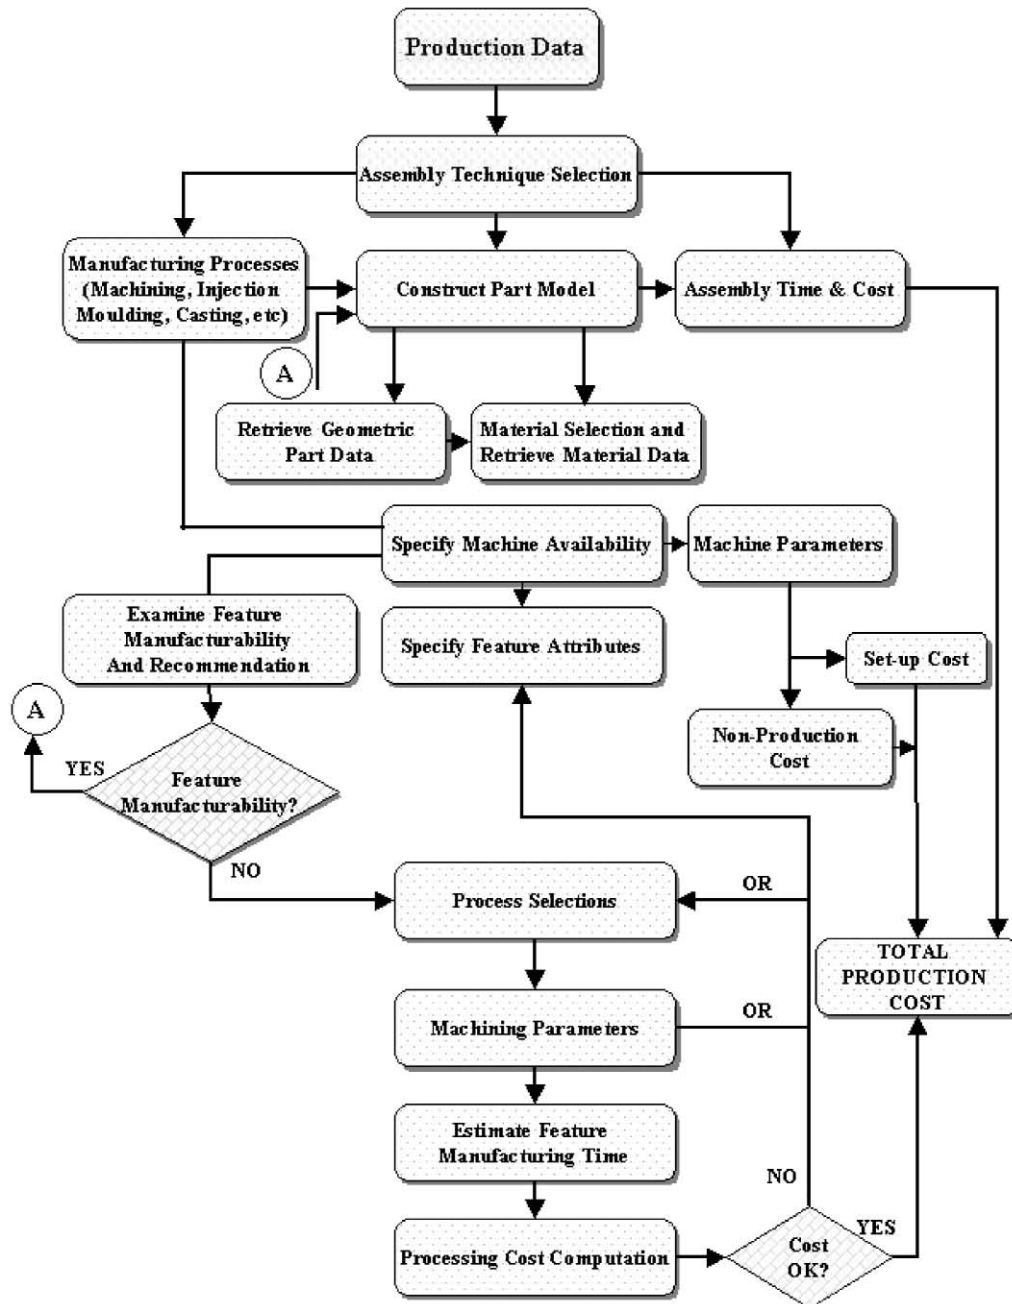 Production Data
Assembly Technique Selection
Manufacturing Processes
(Machining, Injection
Moulding, Casting, etc)
Construct Part Model
Assembly Time & Cost
A
Retrieve Geometric
Part Data
Material Selection and
Retrieve Material Data
Specify Machine Availability
Machine Parameters
Examine Feature
Manufacturability
And Recommendation
Specify Feature Attributes
Set-up Cost
A
Non-Production
Cost
YES
Feature
Manufacturability?
NO
Process Selections
OR
TOTAL
PRODUCTION
COST
Machining Parameters
OR
Estimate Feature
Manufacturing Time
NO
Processing Cost Computation
Cost
OK?
YES